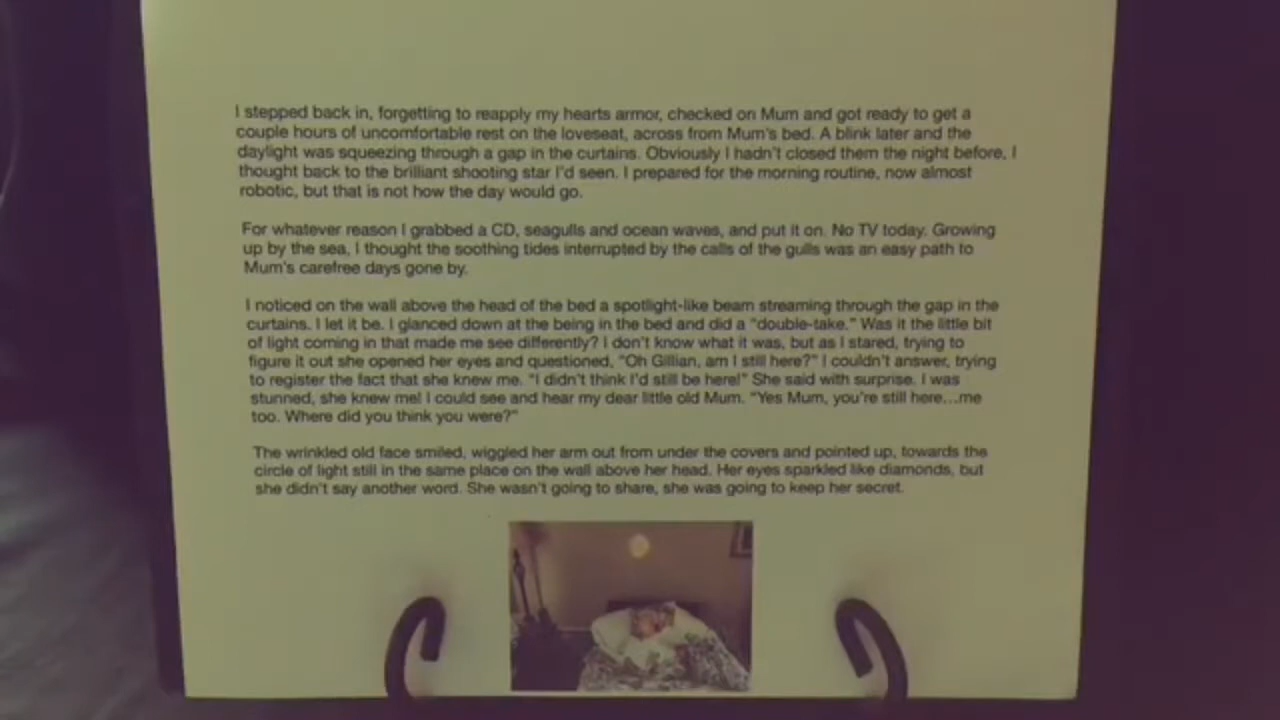 I stepped back in, forgetting to reapply my hearts armor, checked on Mum and got ready to get a
couple hours of uncomfortable rest on the loveseat, across from Mum's bed. A blink later and the
daylight was squeezing through a gap in the curtains. Obviously I hadn't closed them the night before, I
thought back to the brilliant shooting star I'd seen. I prepared for the morning routine, now almost
robotic, but that is not how the day would go.
For whatever reason I grabbed a CD, seagulls and ocean waves, and put it on. No TV today. Growing
up by the sea, I thought the soothing tides interrupted by the calls of the gulls was an easy path to
Mum's carefree days gone by.
I noticed on the wall above the head of the bed a spotlight-like beam streaming through the gap in the
curtains. I let it be. I glanced down at the being in the bed and did a "double-take." Was it the little bit
of light coming in that made me see differently? I don't know what it was, but as I stared, trying to
figure it out she opened her eyes and questioned, "Oh Gillian, am I still here?" I couldn't answer, trying
to register the fact that she knew me. "I didn't think I'd still be here!" She said with surprise. I was
stunned, she knew me! I could see and hear my dear little old Mum. "Yes Mum, you're still here...me
too. Where did you think you were?"
The wrinkled old face smiled, wiggled her arm out from under the covers and pointed up, towards the
circle of light still in the same place on the wall above her head. Her eyes sparkled like diamonds, but
she didn't say another word. She wasn't going to share, she was going to keep her secret.